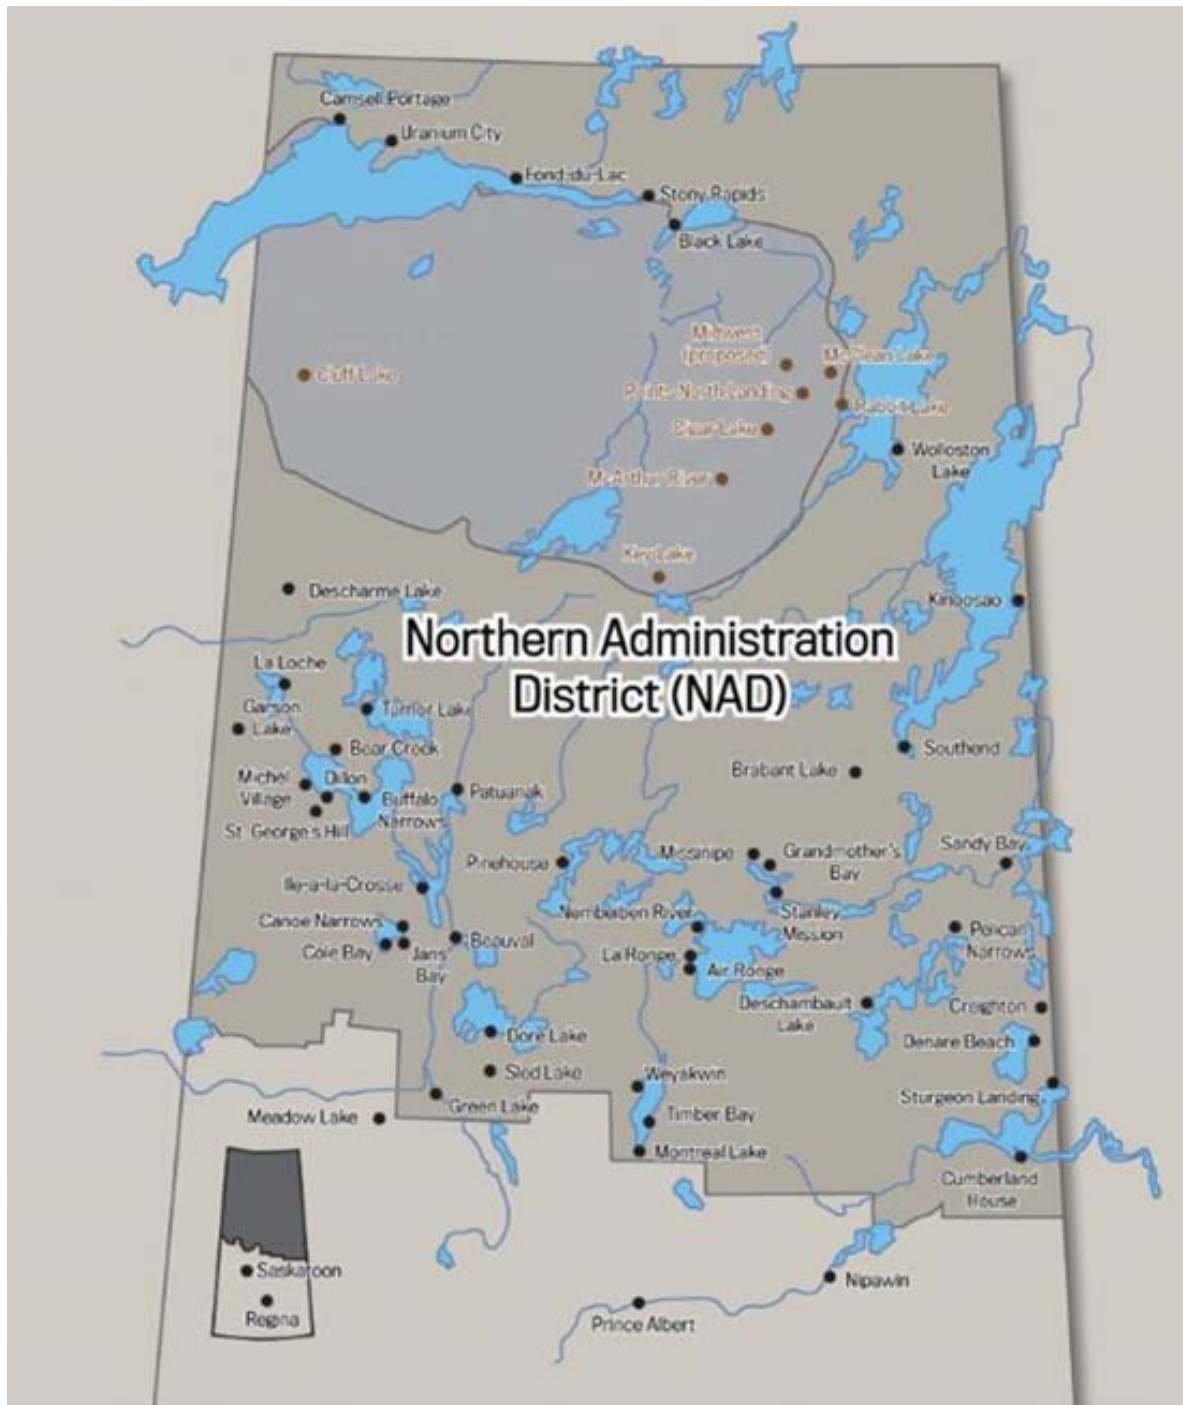 Camsell Portage
Uranium City
Fond-du-Lac
Stony Rapids
Black Lake
Midwest
(proposed)
McClean Lake
Cluff Lake
Points North Landing
Rabbit Lake
Cigar Lake
Wolloston
Lake
McArthur River
Key Lake
Descharme Lake
Kinoosao
Northern Administration
District (NAD)
La Loche
Garson
Lake
Turnor Lake
Bear Creek
Southend
Brabant Lake
Michel
Village
Dillon
Buffalo
Narrows
Patuanak
St. George's Hill
Sandy Bay
Missinipe
Grandmother's
Bay
Pinehouse
Ile-a-la-Crosse
Nemberben River
Stanley
Mission
Canoe Narrows
Pelican
Narrows
Cole Bay
Jans
Bay
Beauval
La Ronge
Air Ronge
Deschambault
Lake
Creighton
Dore Lake
Denare Beach
Sled Lake
Weyakwin
Green Lake
Sturgeon Landing
Meadow Lake
Timber Bay
Montreal Lake
Cumberland
House
Saskatoon
Regina
Nipawin
Prince Albert